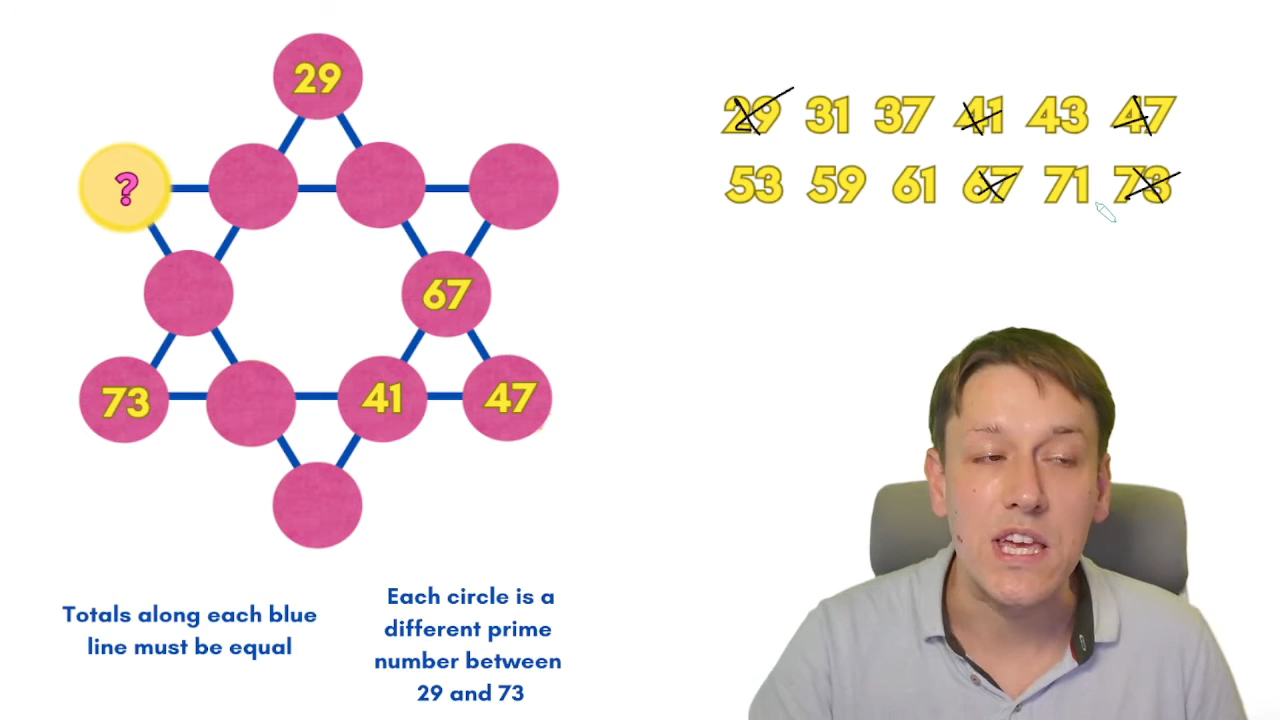 29
29 31 37 41 43 47
?
53 59 61 67 71 73
67
73 41 47
Totals along each blue
line must be equal
Each circle is a
different prime
number between
29 and 73